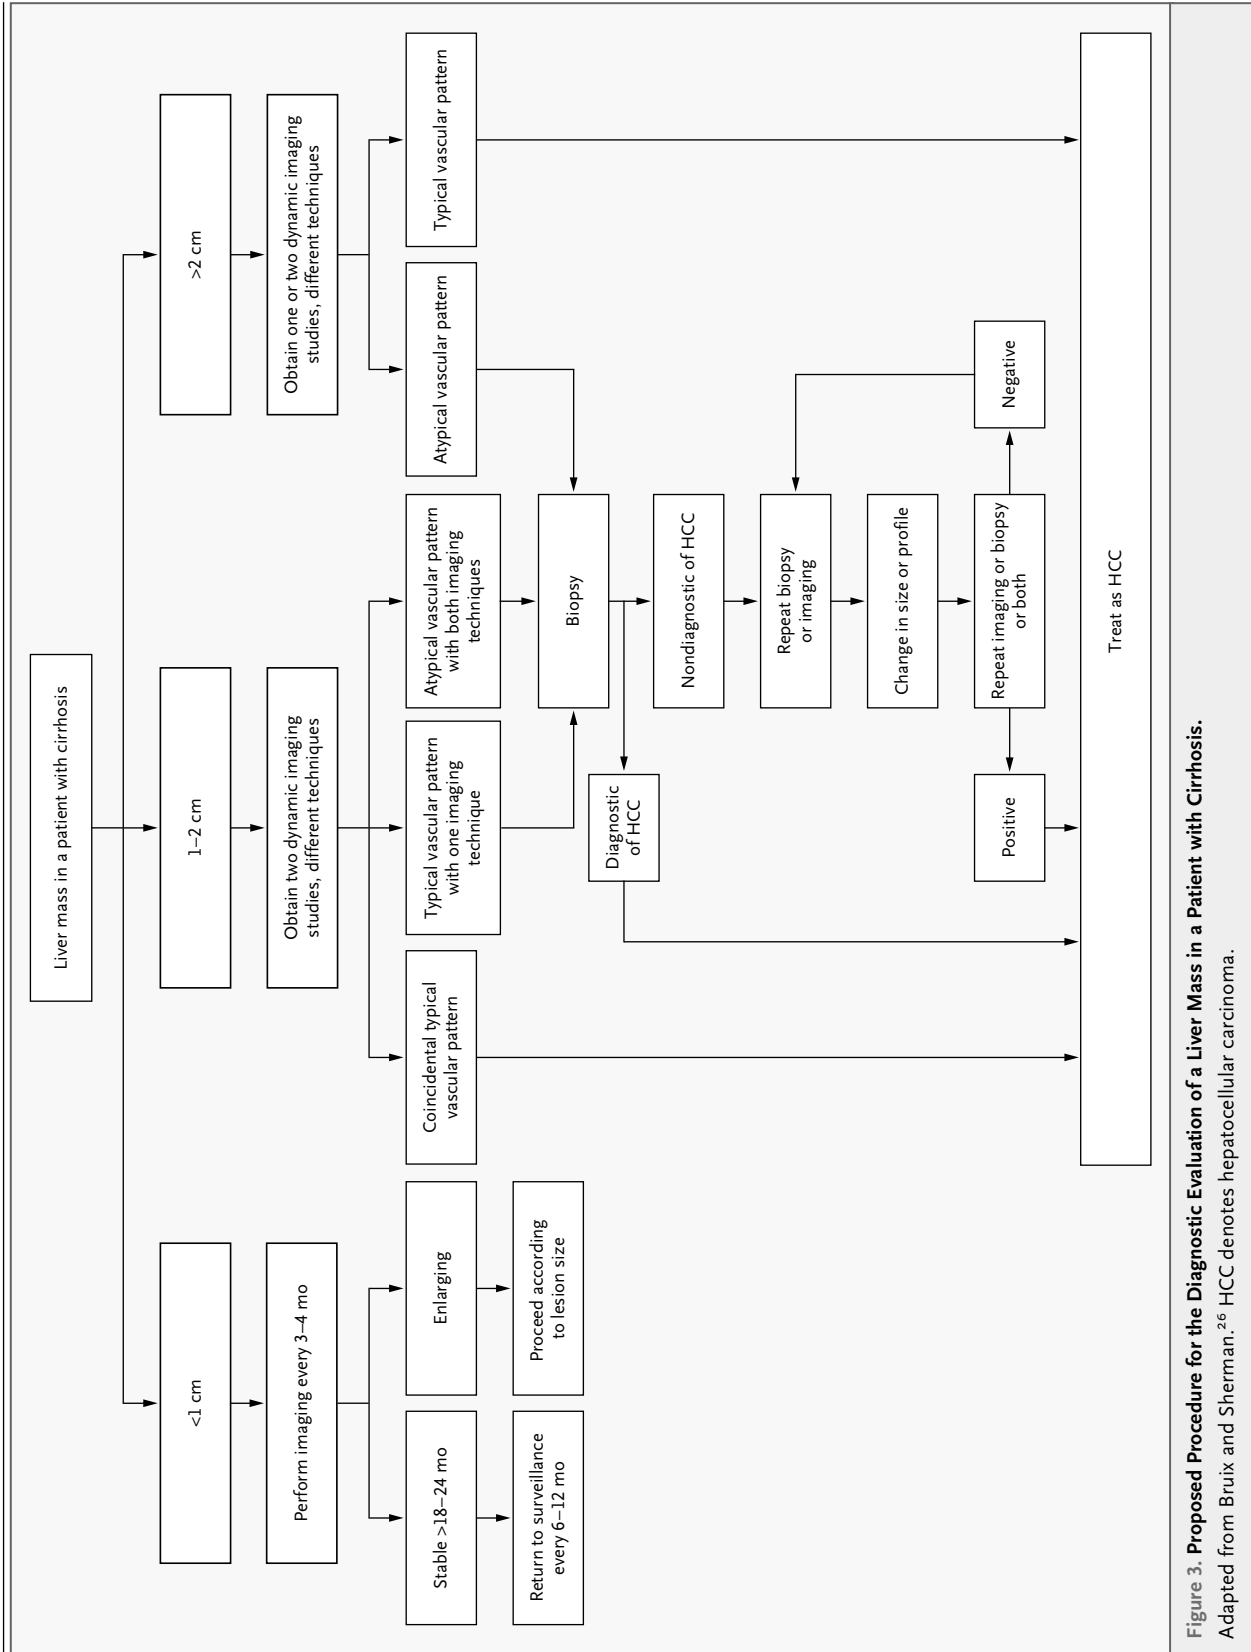 Liver mass in a patient with cirrhosis
<1 cm
1–2 cm
>2 cm
Perform imaging every 3–4 mo
Obtain two dynamic imaging
studies, different techniques
Obtain one or two dynamic imaging
studies, different techniques
Stable >18–24 mo
Enlarging
Coincidental typical
vascular pattern
Typical vascular pattern
with one imaging
technique
Atypical vascular pattern
with both imaging
techniques
Atypical vascular pattern
Typical vascular pattern
Return to surveillance
every 6–12 mo
Proceed according
to lesion size
Biopsy
Diagnostic
of HCC
Nondiagnostic of HCC
Repeat biopsy
or imaging
Change in size or profile
Positive
Repeat imaging or biopsy
or both
Negative
Treat as HCC
Figure 3. Proposed Procedure for the Diagnostic Evaluation of a Liver Mass in a Patient with Cirrhosis.
Adapted from Bruix and Sherman.²⁶ HCC denotes hepatocellular carcinoma.